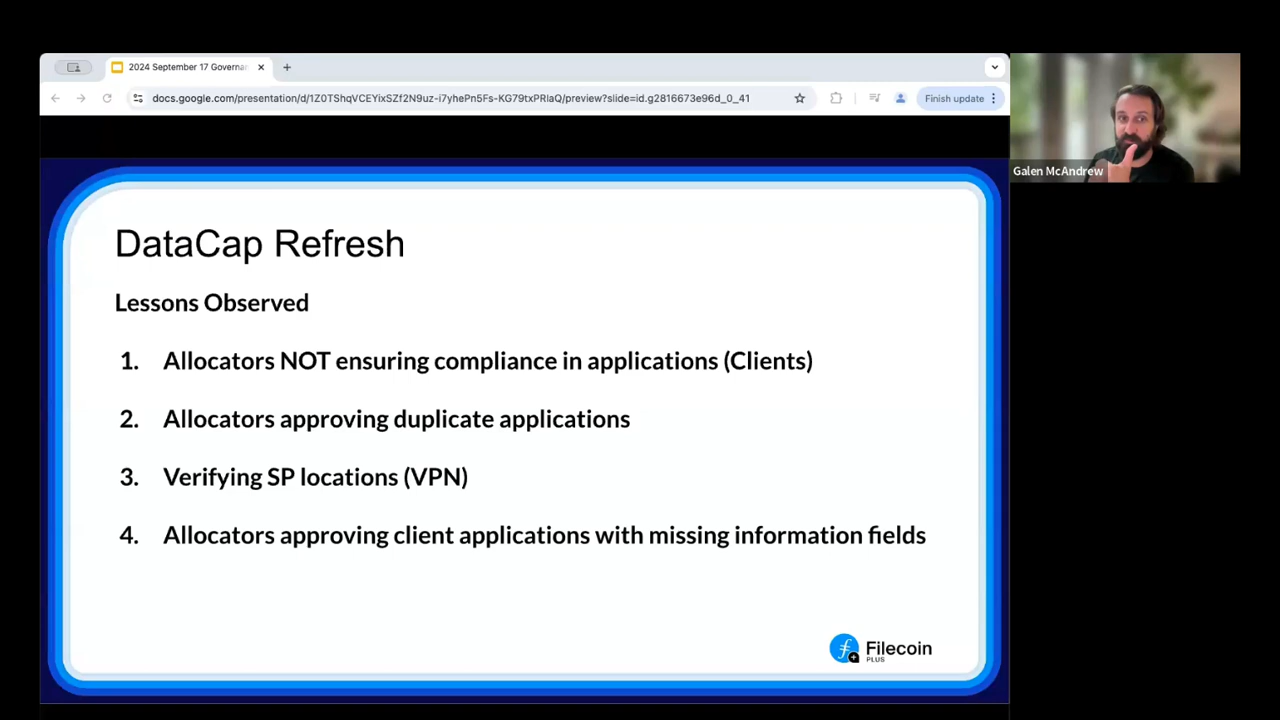 2024 September 17 Governa
docs.google.com/presentation/d/1Z0TShqVCEYixSZf2N9uz-i7yhePn5Fs-KG79txPRlaQ/preview?slide=id.g2816673e96d_0_41
Finish update
Galen McAndrew
DataCap Refresh
Lessons Observed
1. Allocators NOT ensuring compliance in applications (Clients)
2. Allocators approving duplicate applications
3. Verifying SP locations (VPN)
4. Allocators approving client applications with missing information fields
Filecoin
PLUS